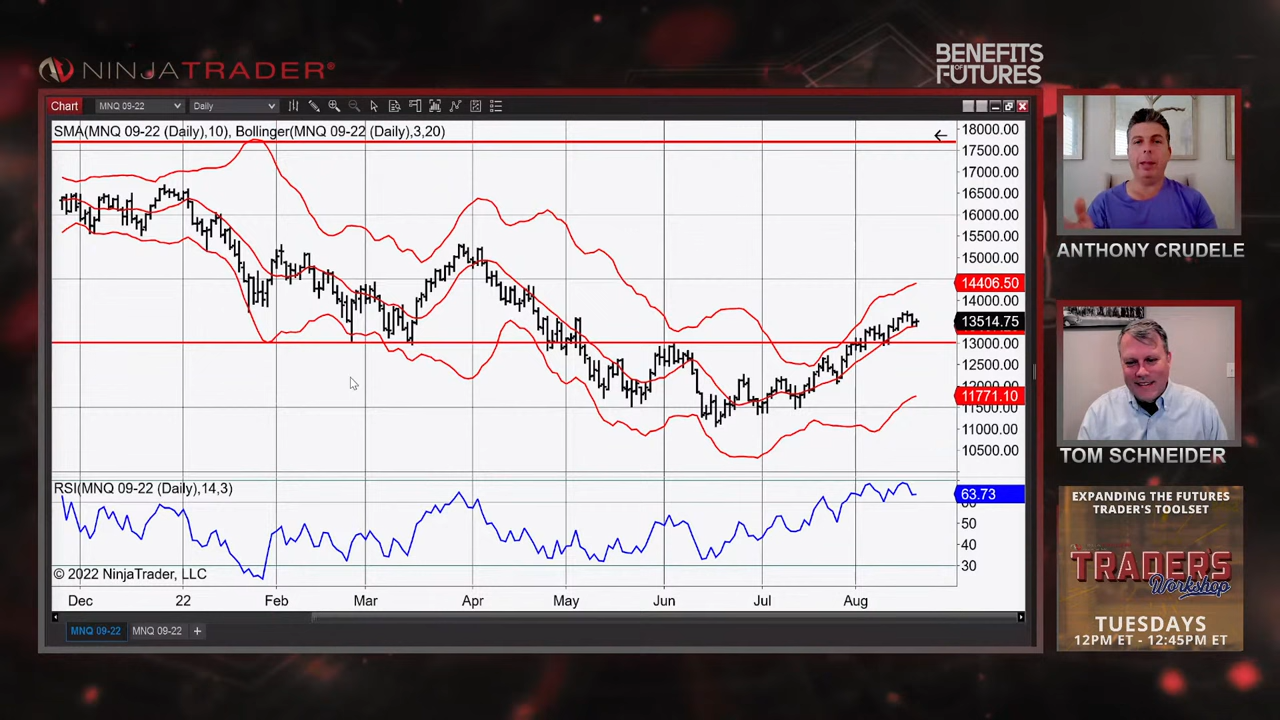 NINJATRADER®
BENEFITS
OF
FUTURES
Chart
MNQ 09-22
Daily
SMA(MNQ 09-22 (Daily),10), Bollinger(MNQ 09-22 (Daily),3,20)
18000.00
17500.00
17000.00
16500.00
16000.00
15500.00
15000.00
14406.50
14000.00
13514.75
13000.00
12500.00
12000.00
11771.10
11500.00
11000.00
10500.00
RSI(MNQ 09-22 (Daily),14,3)
63.73
60
50
40
30
© 2022 NinjaTrader, LLC
Dec
22
Feb
Mar
Apr
May
Jun
Jul
Aug
MNQ 09-22
MNQ 09-22
+
ANTHONY CRUDELE
TOM SCHNEIDER
EXPANDING THE FUTURES
TRADER'S TOOLSET
THE
TRADERS
Workshop
TUESDAYS
12PM ET - 12:45PM ET